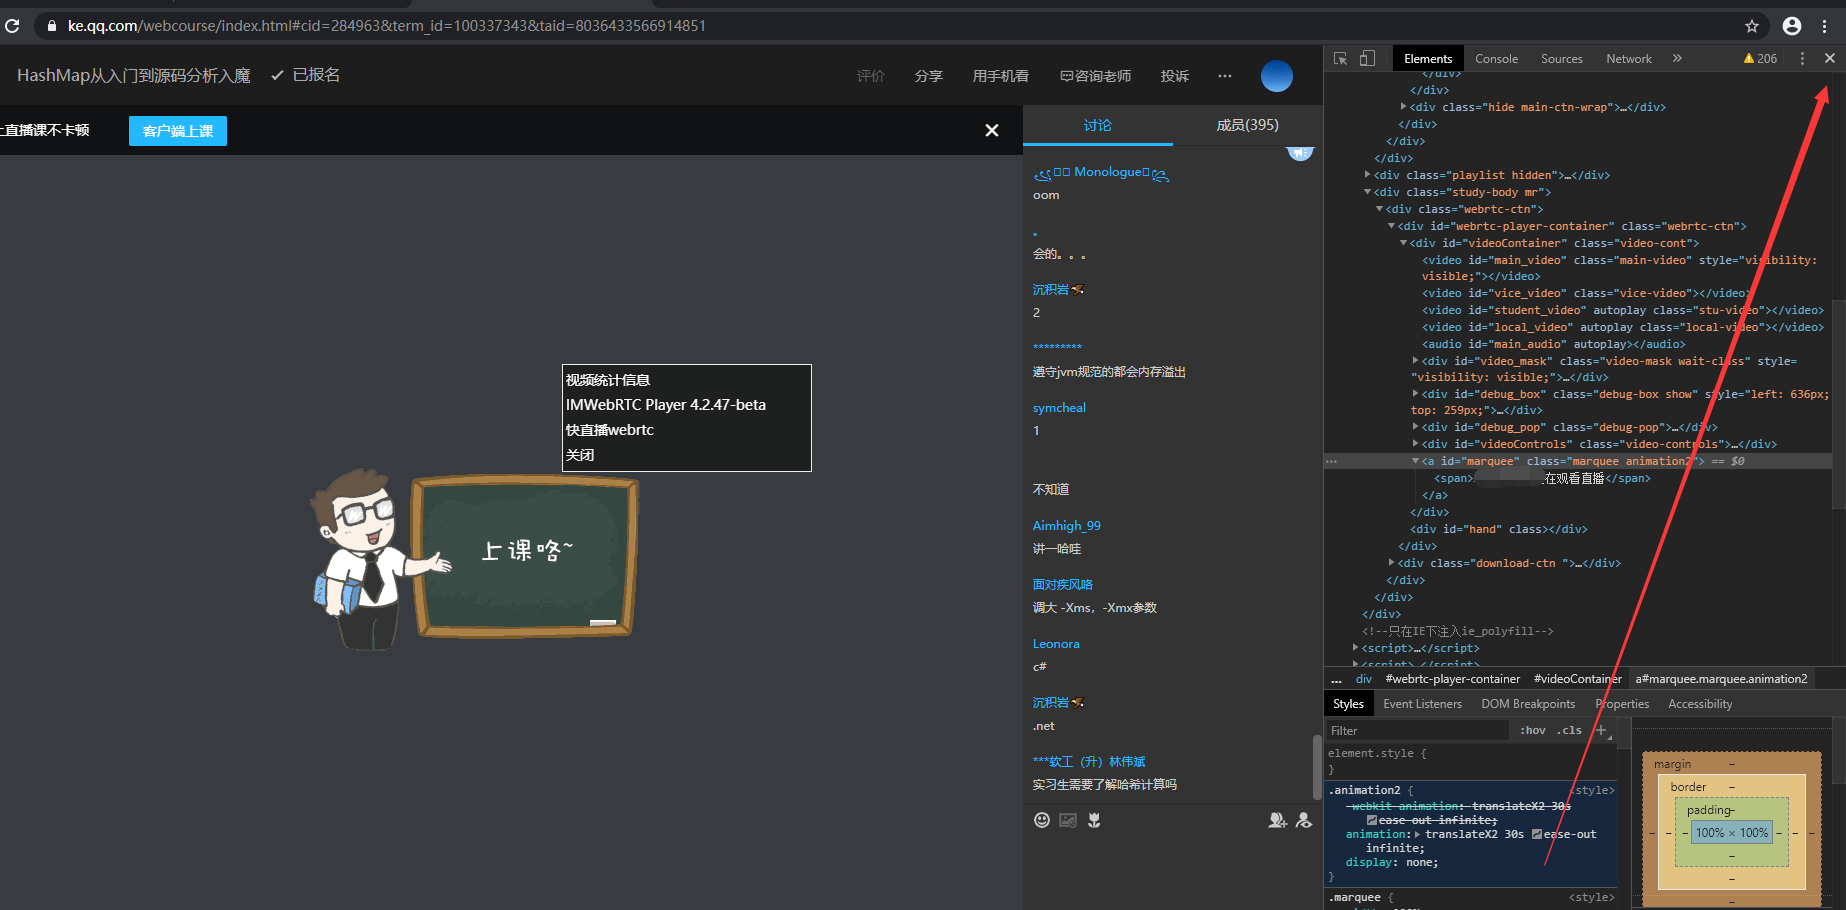 ke.qq.com/webcourse/index.html#cid=284963&term_id=100337343&taid=8036433566914851
HashMap从入门到源码分析入魔 已报名
评价 分享 用手机看 咨询老师 投诉 ···
上直播课不卡顿 客户端上课
讨论 成员(395)
Monologue
oom
。
会的。。。
沉积岩
2
*********
遵守jvm规范的都会内存溢出
symcheal
1
不知道
Aimhigh_99
讲一哈哇
面对疾风咯
调大 -Xms，-Xmx参数
Leonora
c#
沉积岩
.net
***软工（升）林伟斌
实习生需要了解哈希计算吗
视频统计信息
IMWebRTC Player 4.2.47-beta
快直播webrtc
关闭
上课咯~
Elements Console Sources Network » 206
</div>
</div>
<div class="hide main-ctn-wrap">…</div>
</div>
</div>
</div>
<div class="playlist hidden">…</div>
<div class="study-body mr">
<div class="webrtc-ctn">
<div id="webrtc-player-container" class="webrtc-ctn">
<div id="videoContainer" class="video-cont">
<video id="main_video" class="main-video" style="visibility:
visible;"></video>
<video id="vice_video" class="vice-video"></video>
<video id="student_video" autoplay class="stu-video"></video>
<video id="local_video" autoplay class="local-video"></video>
<audio id="main_audio" autoplay></audio>
<div id="video_mask" class="video-mask wait-class" style=
"visibility: visible;">…</div>
<div id="debug_box" class="debug-box show" style="left: 636px;
top: 259px;">…</div>
<div id="debug_pop" class="debug-pop">…</div>
<div id="videoControls" class="video-controls">…</div>
<a id="marquee" class="marquee animation2"> == $0
<span> 在观看直播</span>
</a>
</div>
<div id="hand" class></div>
</div>
<div class="download-ctn ">…</div>
</div>
</div>
</div>
<!--只在IE下注入ie_polyfill-->
<script>…</script>
<script>…</script>
... div #webrtc-player-container #videoContainer a#marquee.marquee.animation2
Styles Event Listeners DOM Breakpoints Properties Accessibility
Filter :hov .cls +
element.style {
}
.animation2 { <style>
-webkit-animation: translateX2 30s
ease-out infinite;
animation: translateX2 30s ease-out
infinite;
display: none;
}
.marquee { <style>
margin –
border –
padding –
– – – 100% × 100% – – –
–
–
–